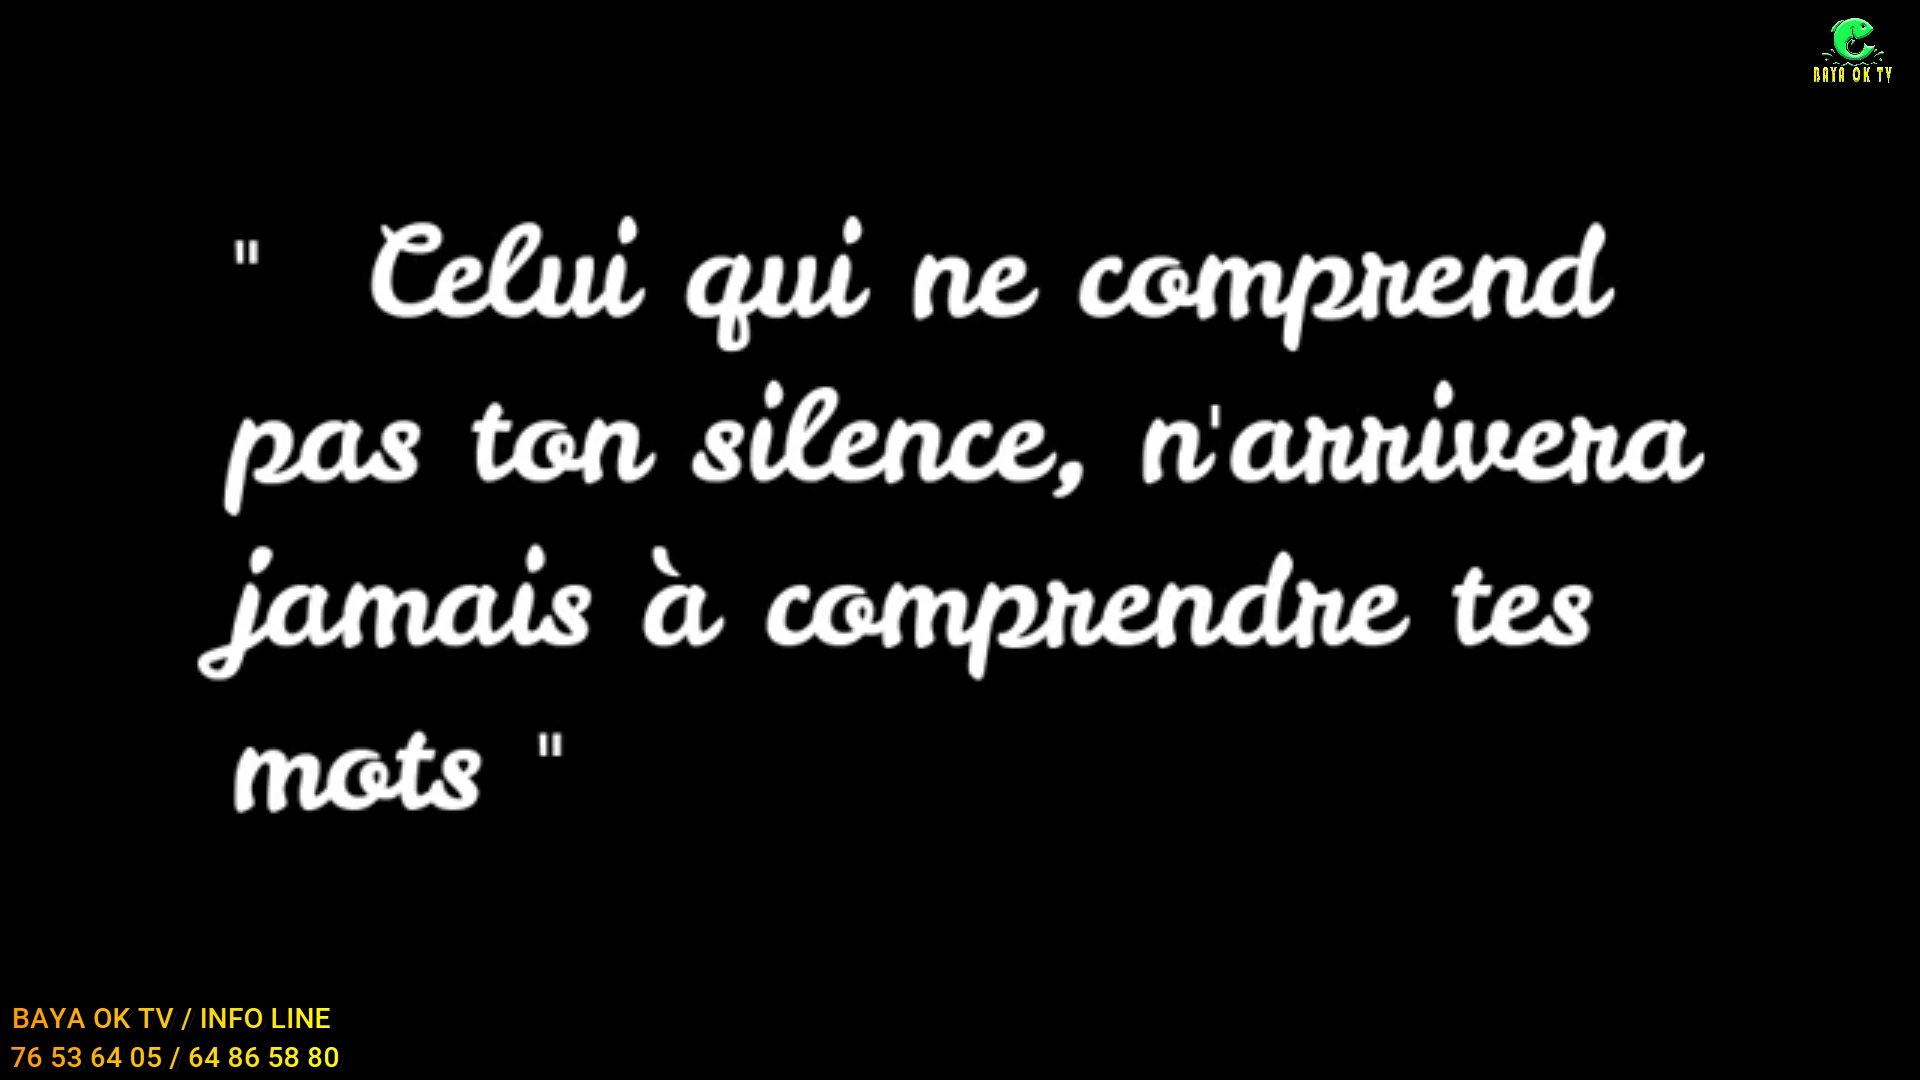 BAYA OK TV
" Celui qui ne comprend
pas ton silence, n'arrivera
jamais à comprendre tes
mots "
BAYA OK TV / INFO LINE
76 53 64 05 / 64 86 58 80